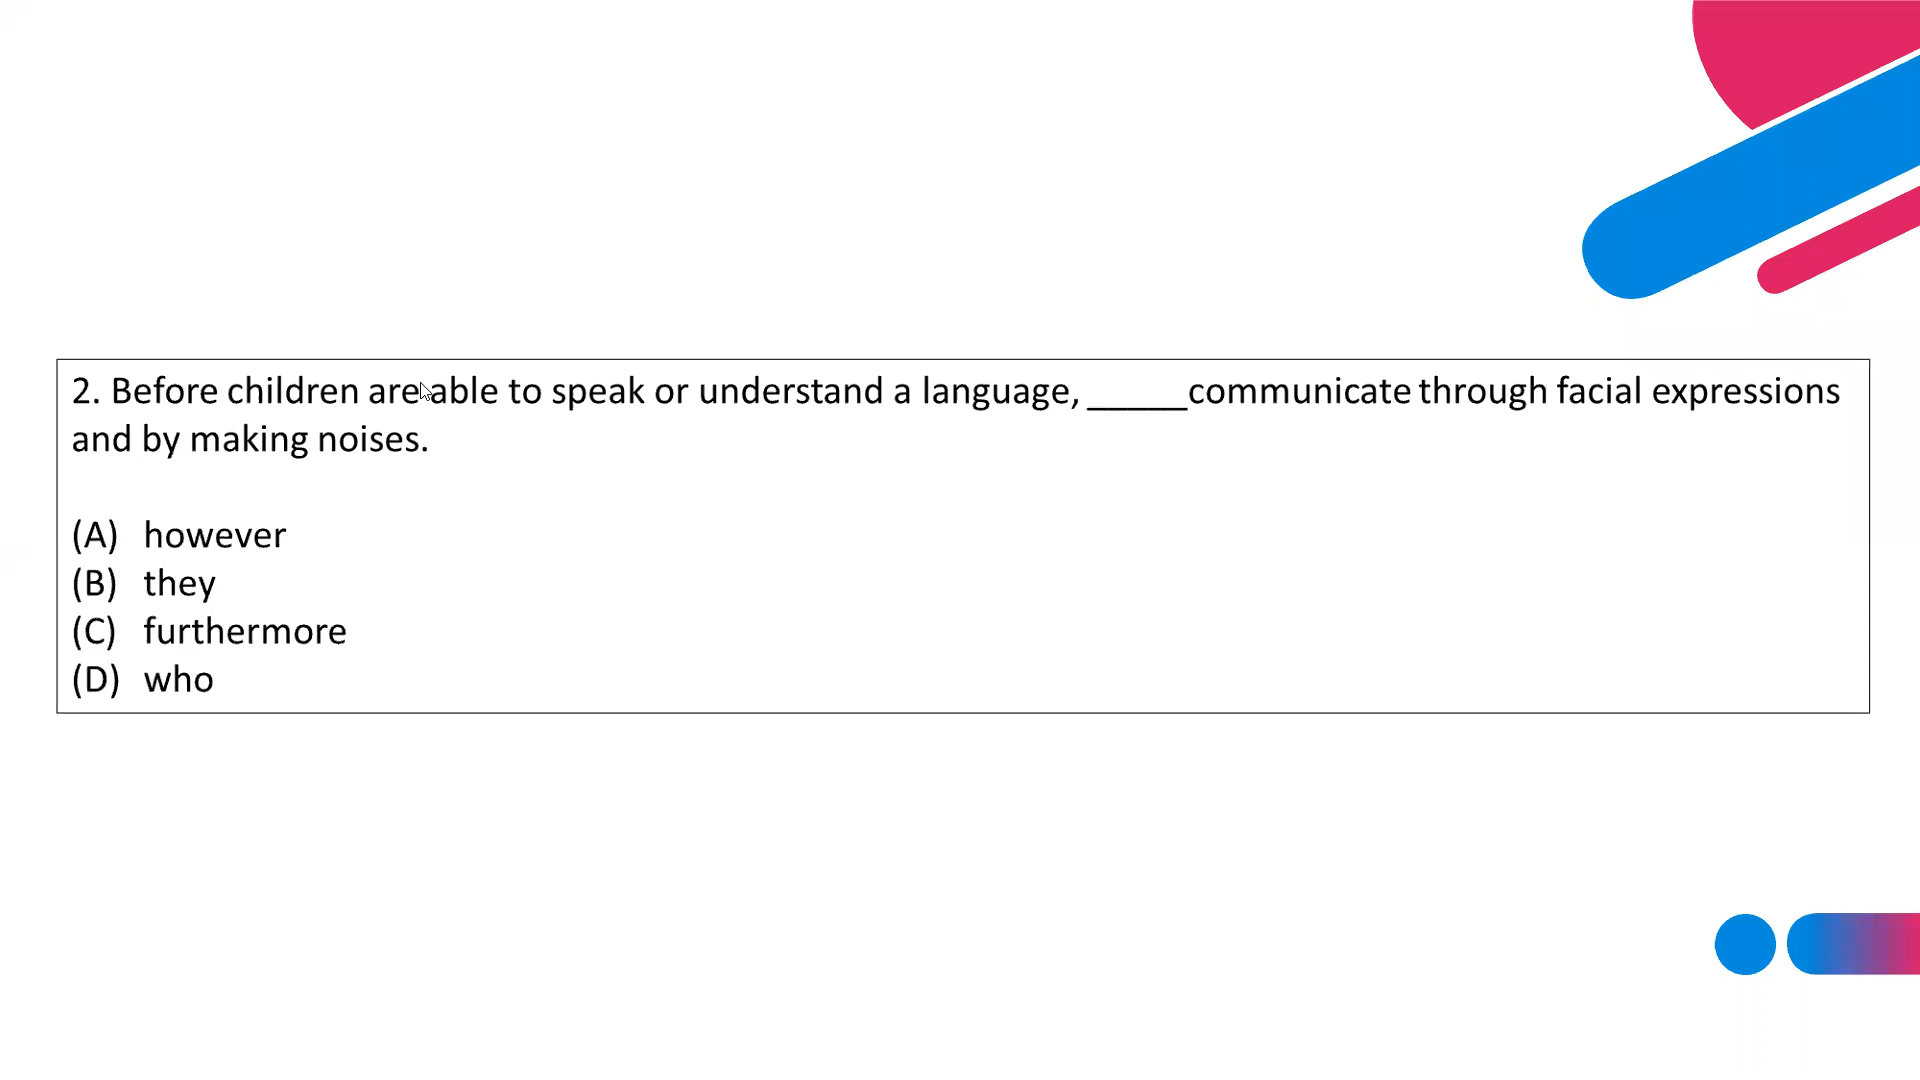 2. Before children are able to speak or understand a language, _____communicate through facial expressions
and by making noises.
(A) however
(B) they
(C) furthermore
(D) who